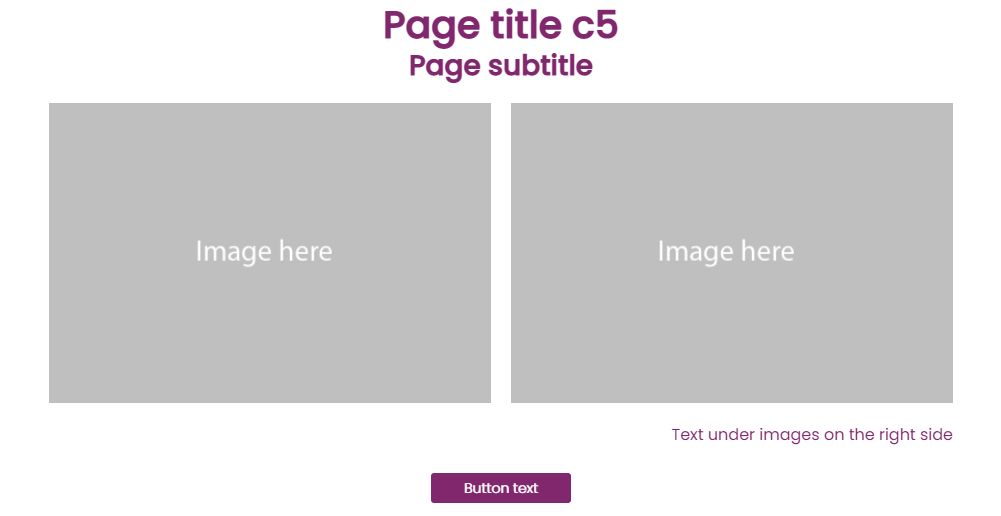 Page title c5
Page subtitle
Image here
Image here
Text under images on the right side
Button text